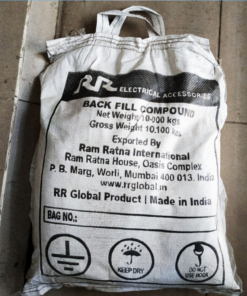 RR ELECTRICAL ACCESSORIES
BACK FILL COMPOUND
Net Weight 10.000 kgs
Gross Weight 10.100 kgs
Exported By
Ram Ratna International
Ram Ratna House, Oasis Complex
P. B. Marg, Worli, Mumbai 400 013. India
www.rrglobal.in
RR Global Product | Made in India
BAG NO.:
KEEP DRY
DO NOT
USE HOOK